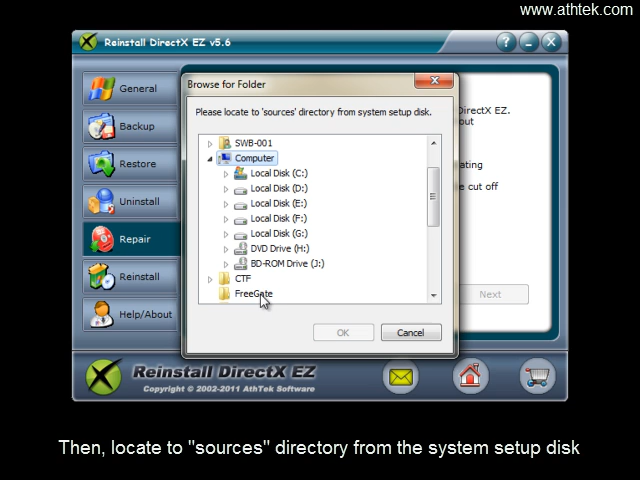 www.athtek.com
Reinstall DirectX EZ v5.6
?
Browse for Folder
Please locate to 'sources' directory from system setup disk.
General
Backup
Restore
Uninstall
Repair
Reinstall
Help/About
SWB-001
Computer
Local Disk (C:)
Local Disk (D:)
Local Disk (E:)
Local Disk (F:)
Local Disk (G:)
DVD Drive (H:)
BD-ROM Drive (J:)
CTF
FreeGate
DirectX EZ.
out
ating
e cut off
Next
OK
Cancel
Reinstall DirectX EZ
Copyright © 2002-2011 AthTek Software
Then, locate to "sources" directory from the system setup disk